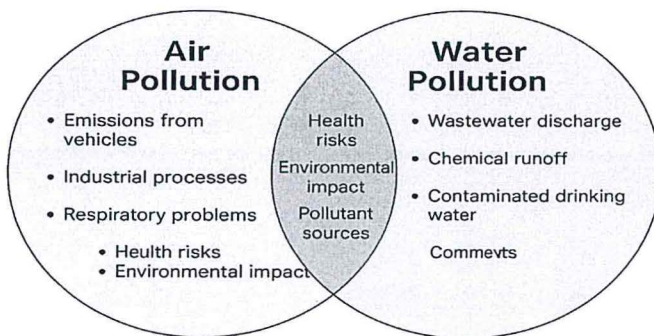 Air
Pollution
• Emissions from
vehicles
• Industrial processes
• Respiratory problems
• Health risks
• Environmental impact
Health
risks
Environmental
impact
Pollutant
sources
Water
Pollution
• Wastewater discharge
• Chemical runoff
• Contaminated drinking
water
Commevts